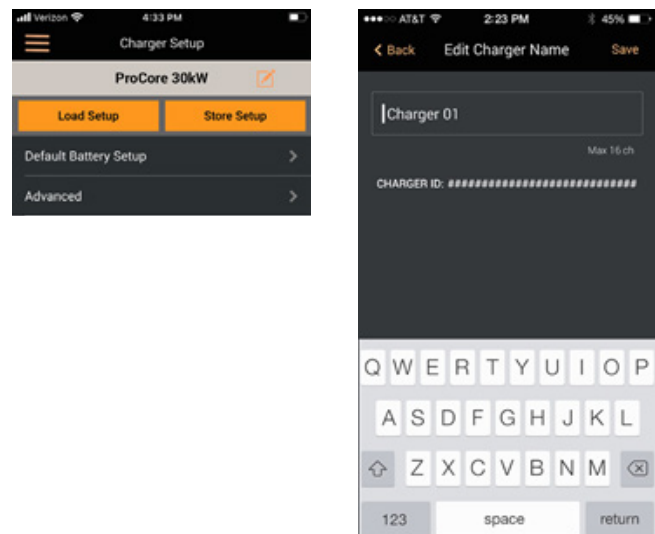 Verizon 4:33 PM
Charger Setup
ProCore 30kW
Load Setup Store Setup
Default Battery Setup >
Advanced >
AT&T 2:23 PM 45%
< Back Edit Charger Name Save
Charger 01
Max 16 ch
CHARGER ID: ############################
Q W E R T Y U I O P
A S D F G H J K L
Z X C V B N M
123 space return